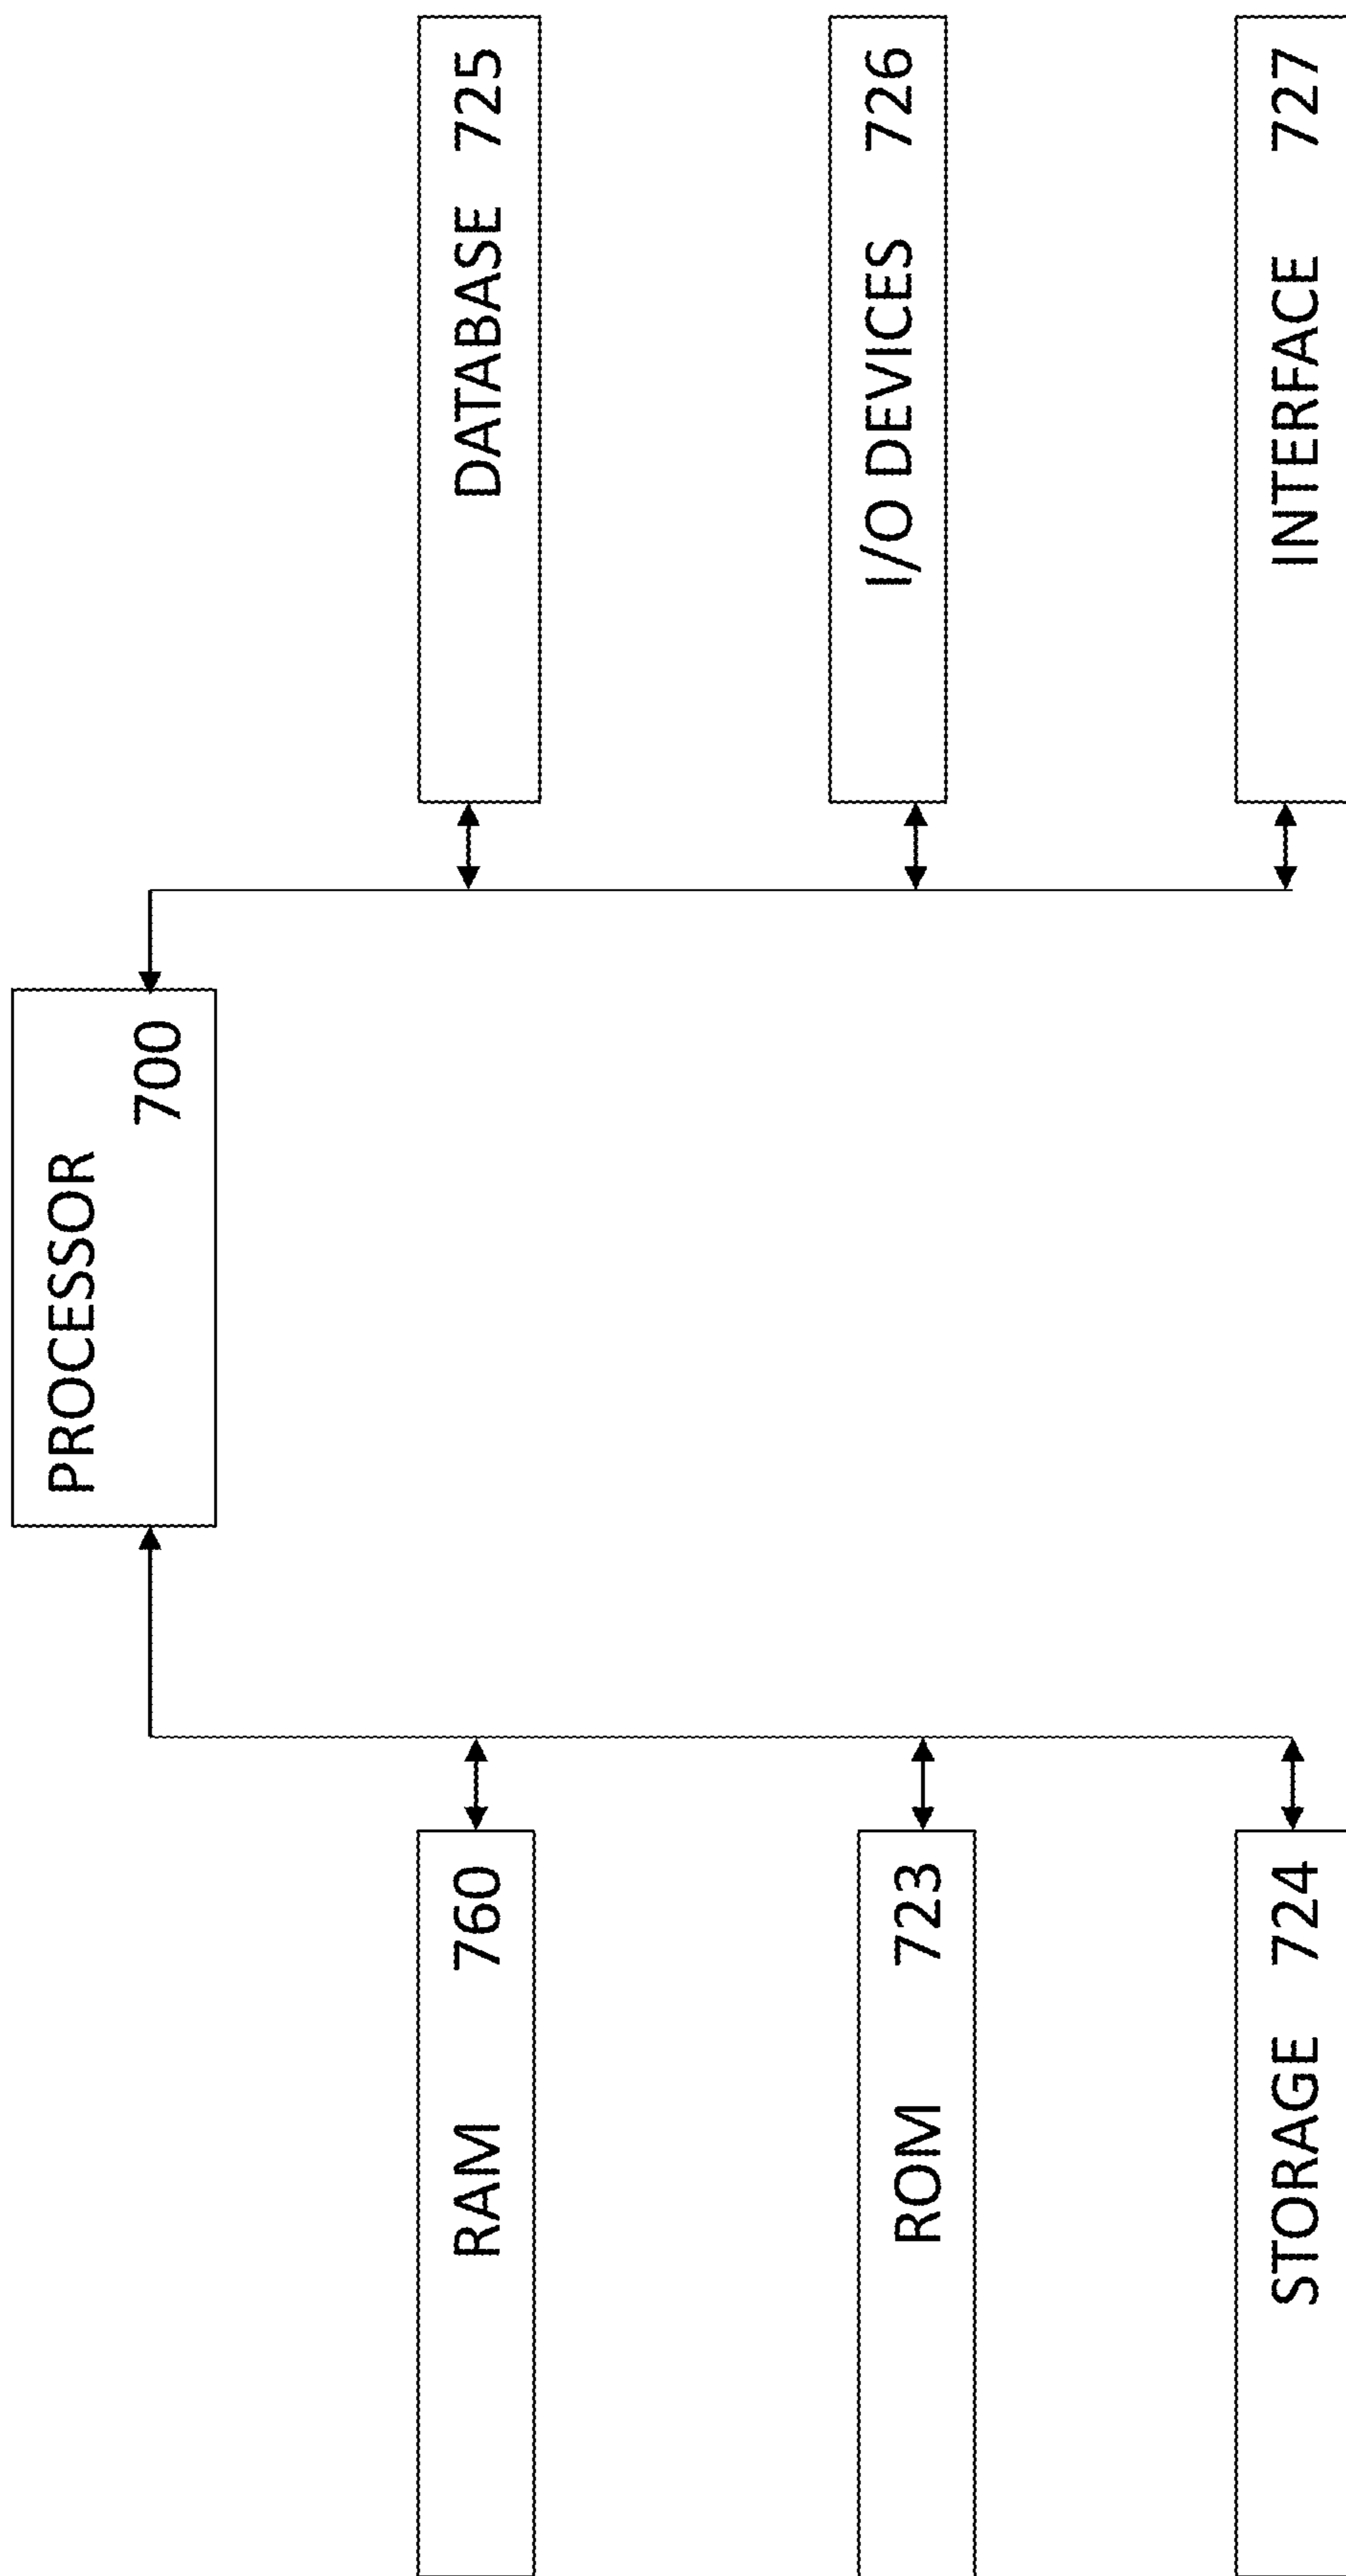 PROCESSOR
700
RAM 760
DATABASE 725
ROM 723
I/O DEVICES 726
STORAGE 724
INTERFACE 727